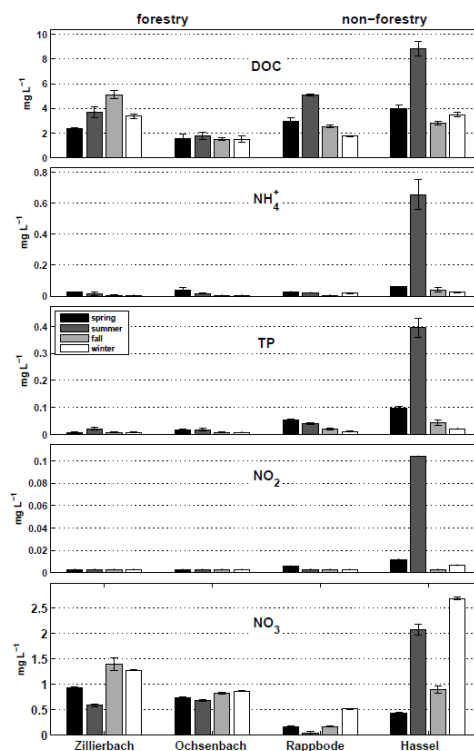 forestry non-forestry
DOC
mg L⁻¹
10
8
6
4
2
0
NH₄⁺
mg L⁻¹
0.8
0.6
0.4
0.2
0
TP
mg L⁻¹
spring
summer
fall
winter
0.4
0.3
0.2
0.1
0
NO₂
mg L⁻¹
0.1
0.08
0.06
0.04
0.02
0
NO₃
mg L⁻¹
2.5
2
1.5
1
0.5
0
Zillierbach Ochsenbach Rappbode Hassel